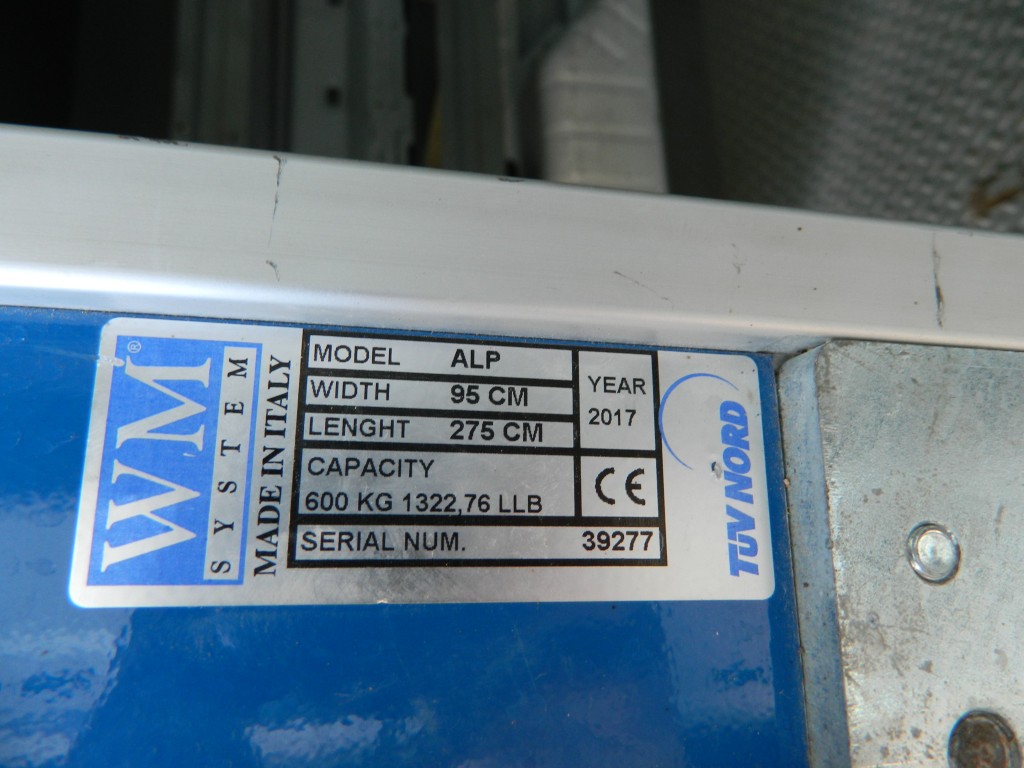 WM®
SYSTEM
MADE IN ITALY
MODEL ALP
WIDTH 95 CM
LENGHT 275 CM
CAPACITY
600 KG 1322,76 LLB
SERIAL NUM. 39277
YEAR
2017
CE
TÜV NORD